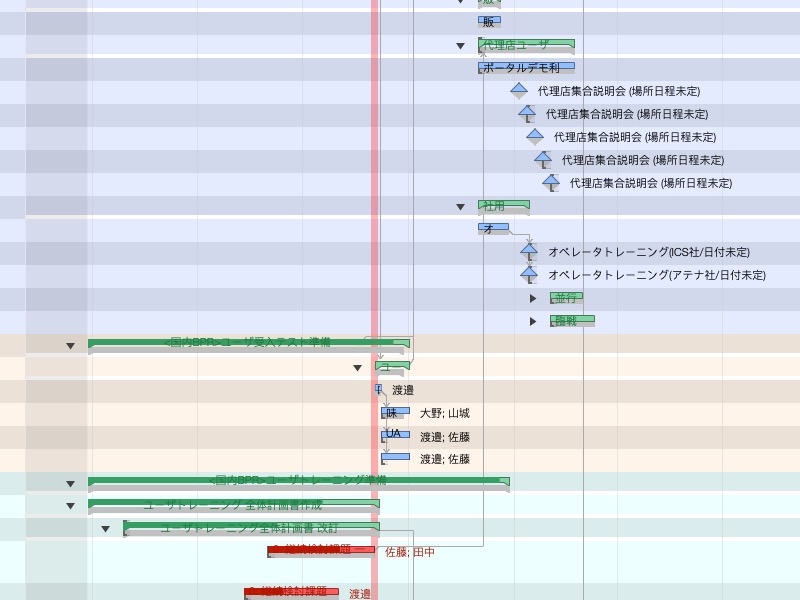 販
販
代理店ユーザ
ポータルデモ利
代理店集合説明会 (場所日程未定)
代理店集合説明会 (場所日程未定)
代理店集合説明会 (場所日程未定)
代理店集合説明会 (場所日程未定)
代理店集合説明会 (場所日程未定)
社用
オ
オペレータトレーニング(ICS社/日付未定)
オペレータトレーニング(アテナ社/日付未定)
並行
臨戦
<国内BPR>ユーザ受入テスト準備
ユー
渡邉
味 大野; 山城
UA 渡邉; 佐藤
渡邉; 佐藤
<国内BPR>ユーザトレーニング準備
ユーザトレーニング 全体計画書作成
ユーザトレーニング全体計画書 改訂
継続検討課題 佐藤; 田中
継続検討課題 渡邉